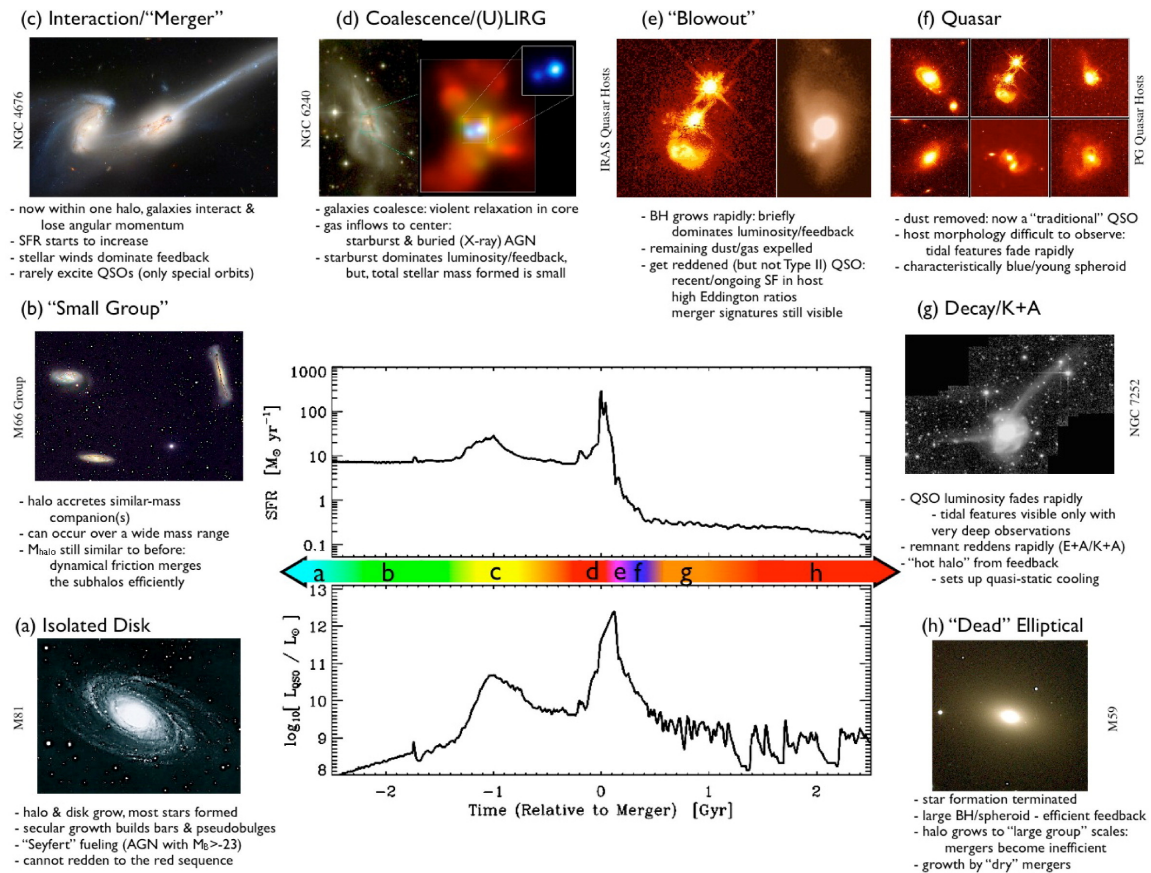 (c) Interaction/“Merger”
NGC 4676
- now within one halo, galaxies interact &
lose angular momentum
- SFR starts to increase
- stellar winds dominate feedback
- rarely excite QSOs (only special orbits)
(d) Coalescence/(U)LIRG
NGC 6240
- galaxies coalesce: violent relaxation in core
- gas inflows to center:
starburst & buried (X-ray) AGN
- starburst dominates luminosity/feedback,
but, total stellar mass formed is small
(e) “Blowout”
IRAS Quasar Hosts
- BH grows rapidly: briefly
dominates luminosity/feedback
- remaining dust/gas expelled
- get reddened (but not Type II) QSO:
recent/ongoing SF in host
high Eddington ratios
merger signatures still visible
(f) Quasar
PG Quasar Hosts
- dust removed: now a “traditional” QSO
- host morphology difficult to observe:
tidal features fade rapidly
- characteristically blue/young spheroid
(b) “Small Group”
M66 Group
- halo accretes similar-mass
companion(s)
- can occur over a wide mass range
- Mhalo still similar to before:
dynamical friction merges
the subhalos efficiently
(a) Isolated Disk
M81
- halo & disk grow, most stars formed
- secular growth builds bars & pseudobulges
- “Seyfert” fueling (AGN with MB>-23)
- cannot redden to the red sequence
1000
100
10
1
0.1
SFR [M⊙ yr⁻¹]
a b c d e f g h
13
12
11
10
9
8
log₁₀[ LQSO / L⊙ ]
-2 -1 0 1 2
Time (Relative to Merger) [Gyr]
(g) Decay/K+A
NGC 7252
- QSO luminosity fades rapidly
- tidal features visible only with
very deep observations
- remnant reddens rapidly (E+A/K+A)
- “hot halo” from feedback
- sets up quasi-static cooling
(h) “Dead” Elliptical
M59
- star formation terminated
- large BH/spheroid - efficient feedback
- halo grows to “large group” scales:
mergers become inefficient
- growth by “dry” mergers